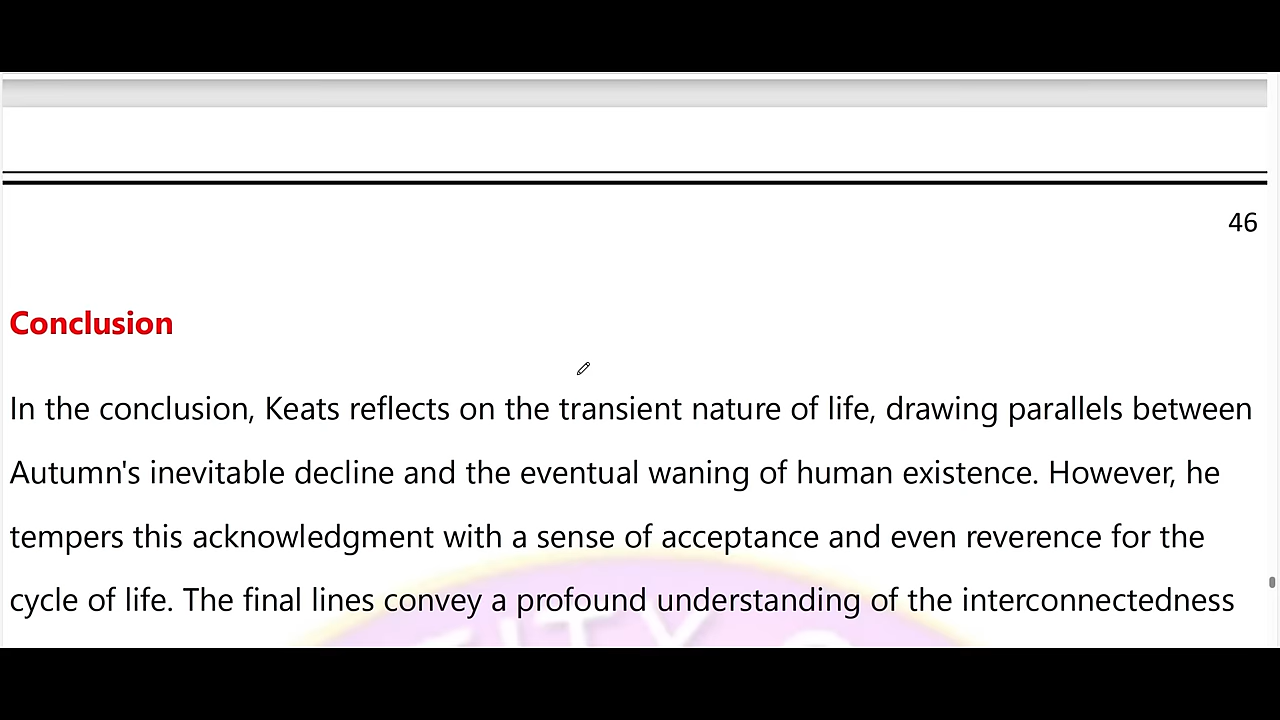 46
Conclusion
In the conclusion, Keats reflects on the transient nature of life, drawing parallels between
Autumn's inevitable decline and the eventual waning of human existence. However, he
tempers this acknowledgment with a sense of acceptance and even reverence for the
cycle of life. The final lines convey a profound understanding of the interconnectedness